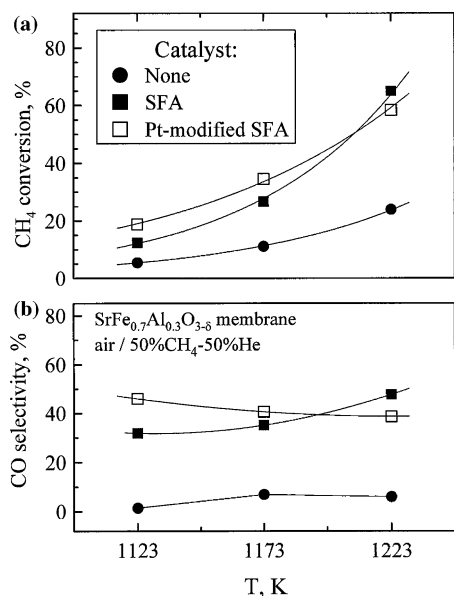 (a)
80
60
40
20
0
CH₄ conversion, %
Catalyst:
None
SFA
Pt-modified SFA
(b)
80
60
40
20
0
CO selectivity, %
SrFe₀.₇Al₀.₃O₃₋δ membrane
air / 50%CH₄-50%He
1123 1173 1223
T, K